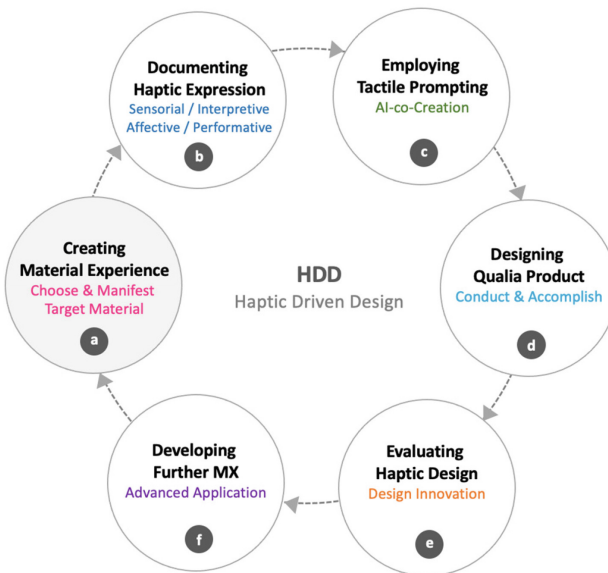 Documenting
Haptic Expression
Sensorial / Interpretive
Affective / Performative
b
Employing
Tactile Prompting
AI-co-Creation
c
Creating
Material Experience
Choose & Manifest
Target Material
a
HDD
Haptic Driven Design
Designing
Qualia Product
Conduct & Accomplish
d
Developing
Further MX
Advanced Application
f
Evaluating
Haptic Design
Design Innovation
e